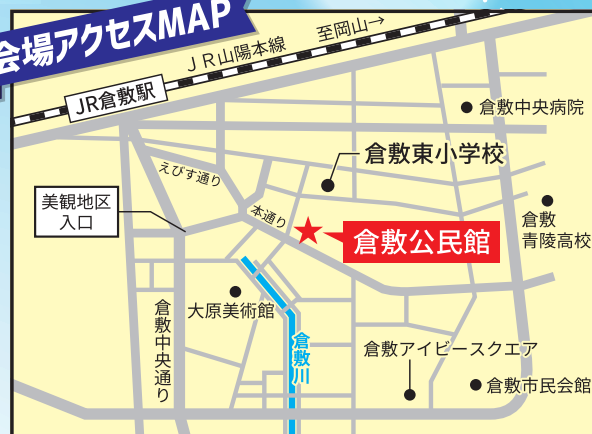 会場アクセスMAP
至岡山→
JR山陽本線
JR倉敷駅
倉敷中央病院
倉敷東小学校
えびす通り
美観地区
入口
本通り
倉敷
青陵高校
倉敷公民館
大原美術館
倉敷中央通り
倉敷川
倉敷アイビースクエア
倉敷市民会館